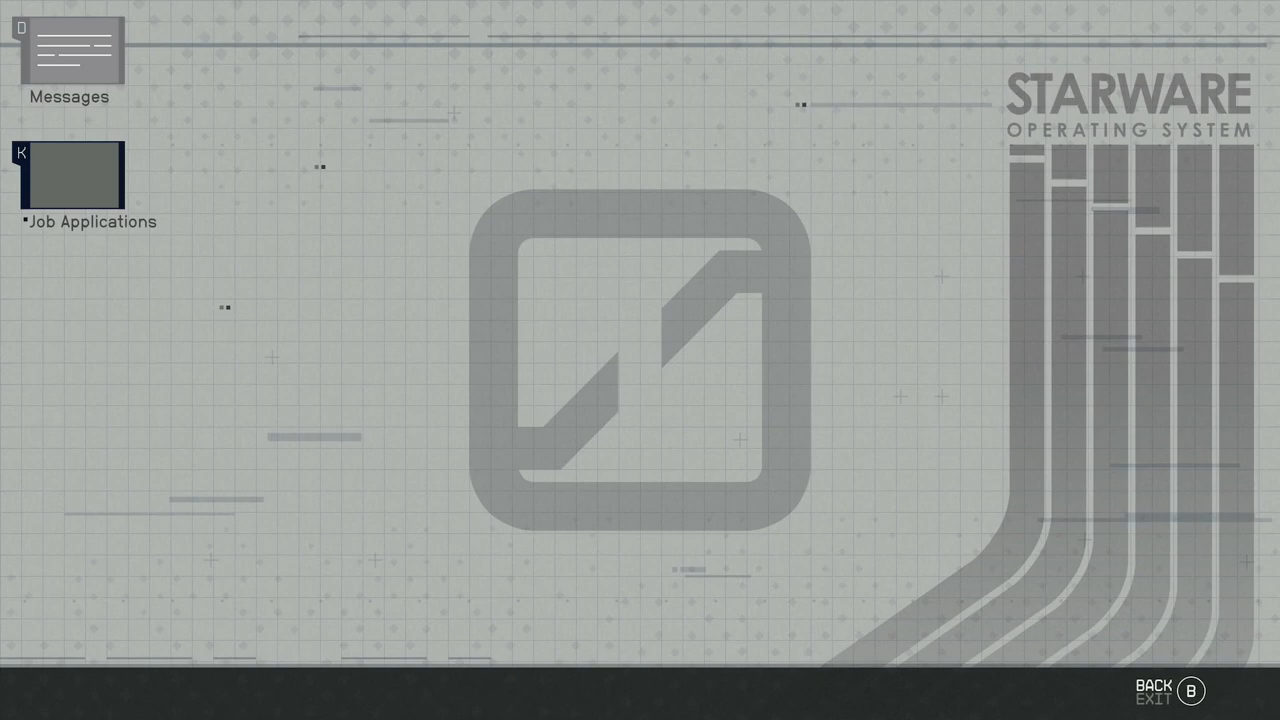 D
Messages
K
Job Applications
STARWARE
OPERATING SYSTEM
BACK
EXIT
B